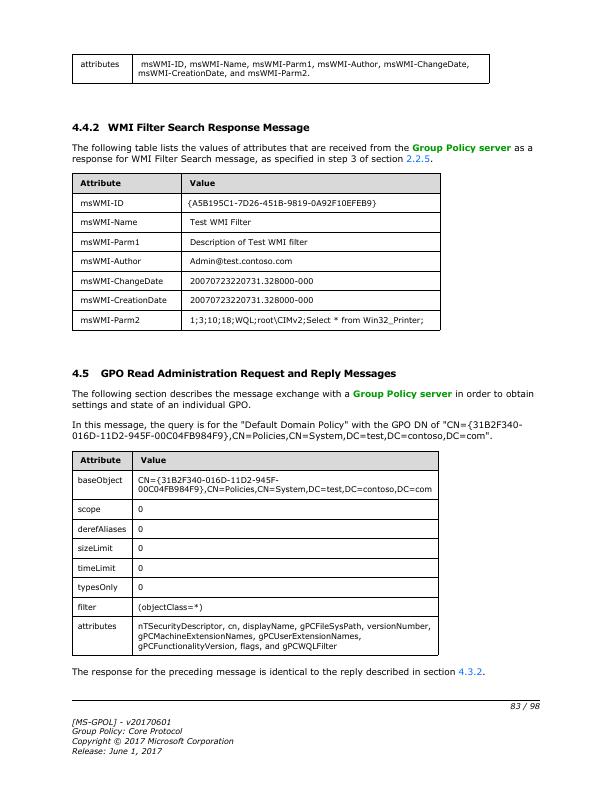 attributes msWMI-ID, msWMI-Name, msWMI-Parm1, msWMI-Author, msWMI-ChangeDate,
msWMI-CreationDate, and msWMI-Parm2.
4.4.2 WMI Filter Search Response Message
The following table lists the values of attributes that are received from the Group Policy server as a
response for WMI Filter Search message, as specified in step 3 of section 2.2.5.
Attribute Value
msWMI-ID {A5B195C1-7D26-451B-9819-0A92F10EFEB9}
msWMI-Name Test WMI Filter
msWMI-Parm1 Description of Test WMI filter
msWMI-Author Admin@test.contoso.com
msWMI-ChangeDate 20070723220731.328000-000
msWMI-CreationDate 20070723220731.328000-000
msWMI-Parm2 1;3;10;18;WQL;root\CIMv2;Select * from Win32_Printer;
4.5 GPO Read Administration Request and Reply Messages
The following section describes the message exchange with a Group Policy server in order to obtain
settings and state of an individual GPO.
In this message, the query is for the "Default Domain Policy" with the GPO DN of "CN={31B2F340-
016D-11D2-945F-00C04FB984F9},CN=Policies,CN=System,DC=test,DC=contoso,DC=com".
Attribute Value
baseObject CN={31B2F340-016D-11D2-945F-
00C04FB984F9},CN=Policies,CN=System,DC=test,DC=contoso,DC=com
scope 0
derefAliases 0
sizeLimit 0
timeLimit 0
typesOnly 0
filter (objectClass=*)
attributes nTSecurityDescriptor, cn, displayName, gPCFileSysPath, versionNumber,
gPCMachineExtensionNames, gPCUserExtensionNames,
gPCFunctionalityVersion, flags, and gPCWQLFilter
The response for the preceding message is identical to the reply described in section 4.3.2.
83 / 98
[MS-GPOL] - v20170601
Group Policy: Core Protocol
Copyright © 2017 Microsoft Corporation
Release: June 1, 2017